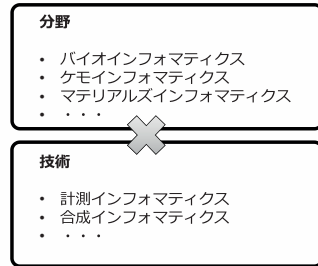 分野
• バイオインフォマティクス
• ケモインフォマティクス
• マテリアルズインフォマティクス
• ・・・
技術
• 計測インフォマティクス
• 合成インフォマティクス
• ・・・